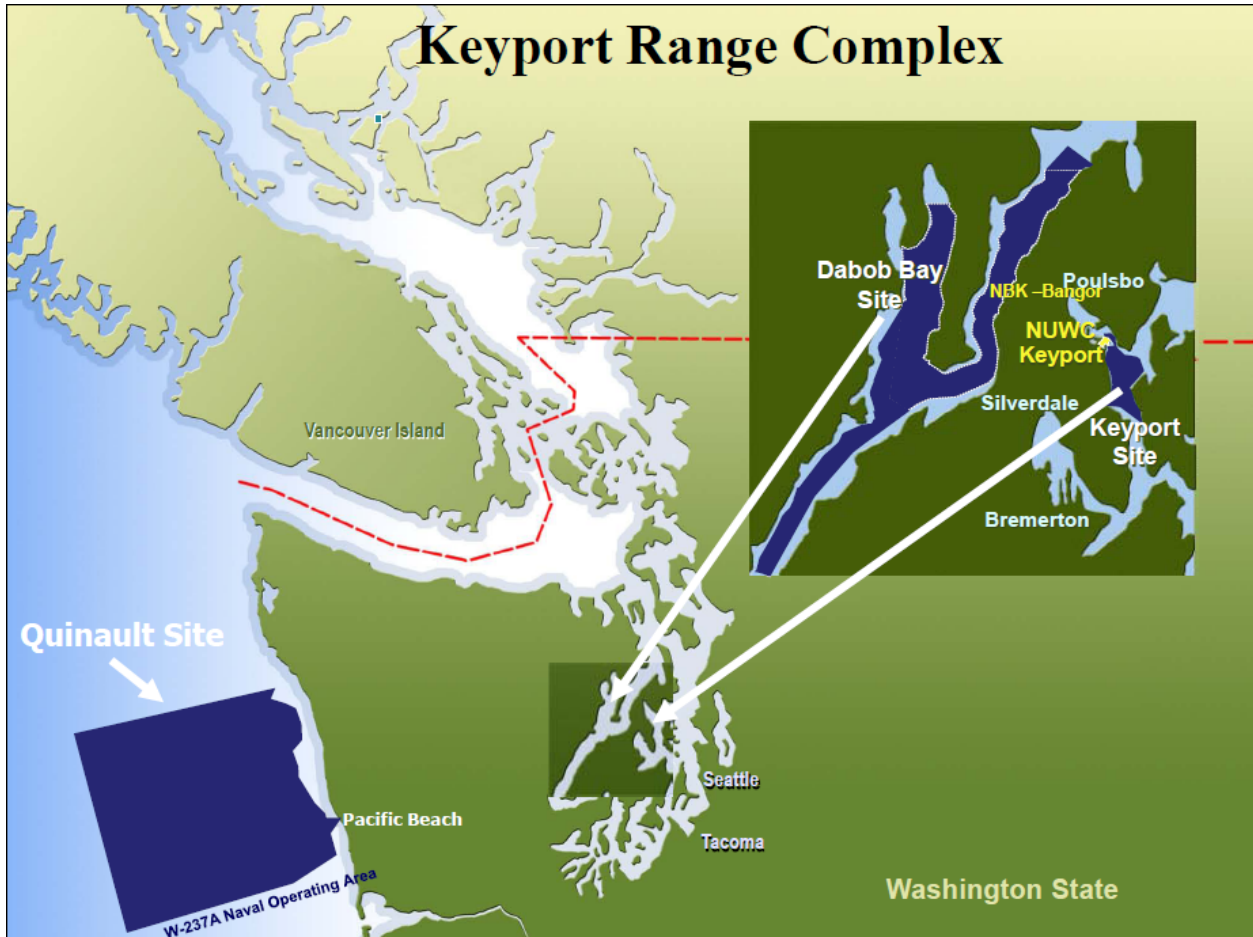 Keyport Range Complex
Dabob Bay
Site
Poulsbo
NBK –Bangor
NUWC
Keyport
Silverdale
Keyport
Site
Bremerton
Vancouver Island
Quinault Site
Pacific Beach
Seattle
Tacoma
W-237A Naval Operating Area
Washington State